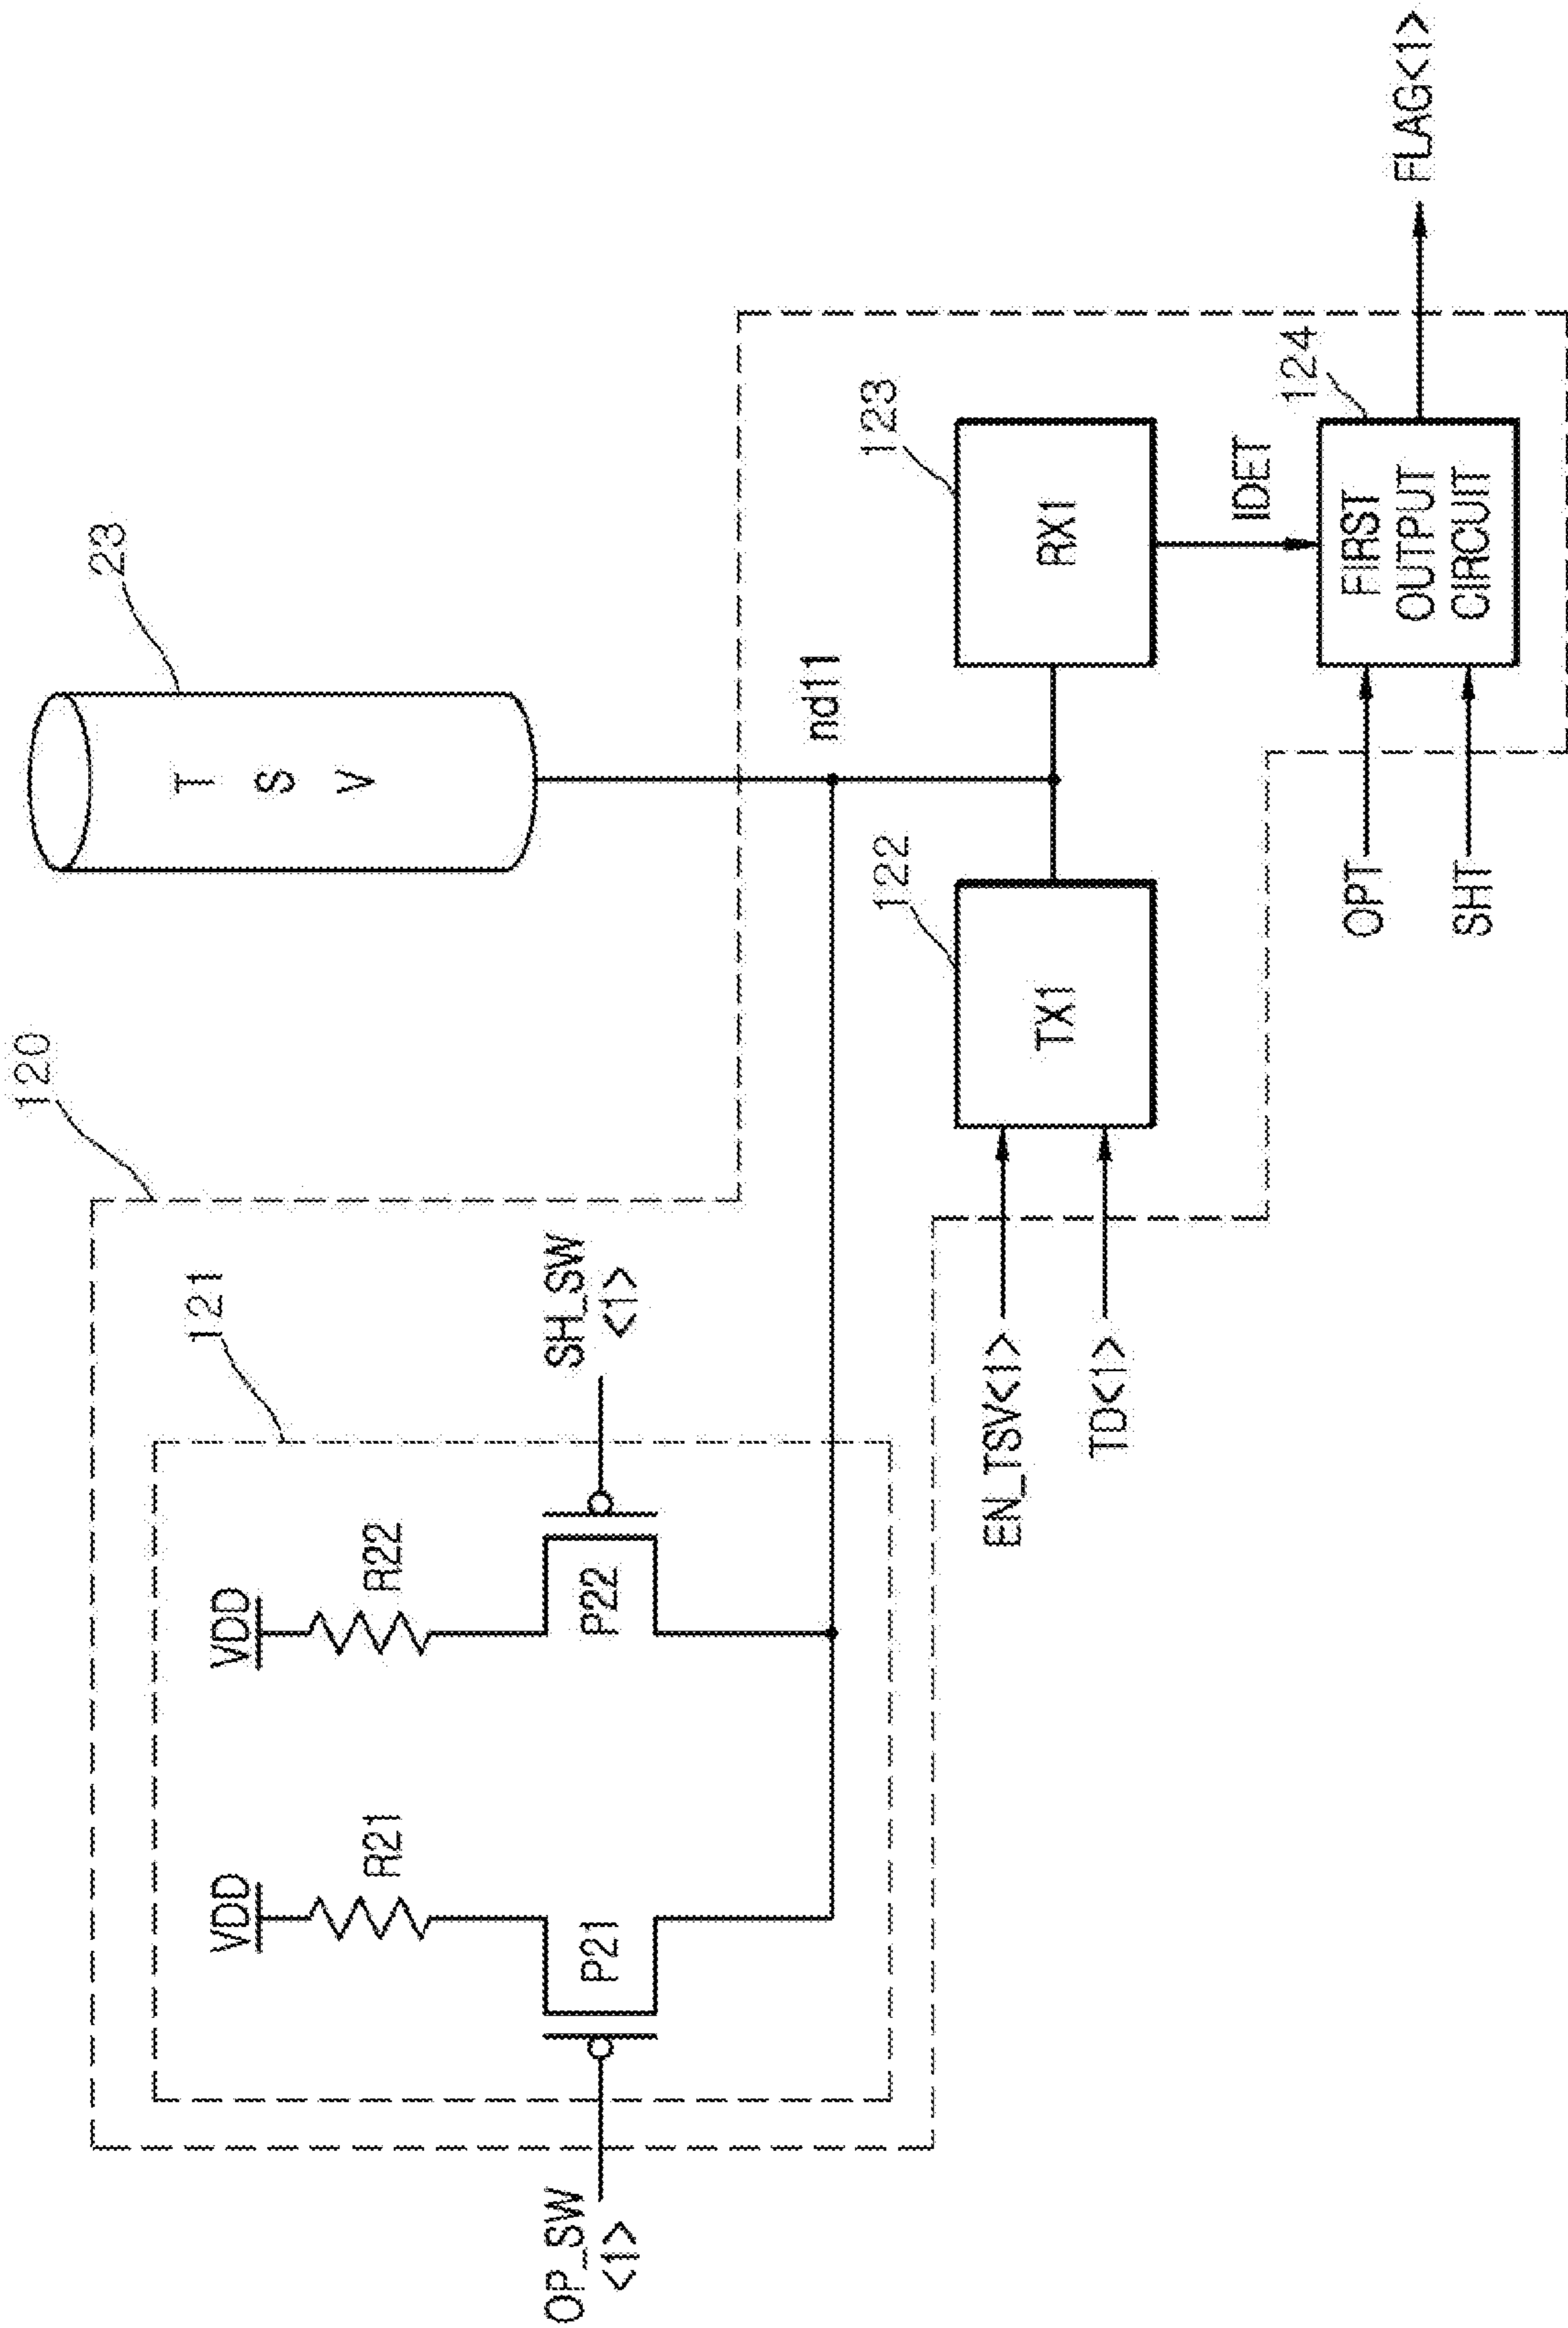 120
121
VDD
VDD
R21
R22
OP_SW
<1>
P21
P22
SH_SW
<1>
23
T
S
V
nd11
122
123
EN_TSV<1>
TD<1>
TX1
RX1
IDET
124
OPT
SHT
FIRST
OUTPUT
CIRCUIT
FLAG<1>